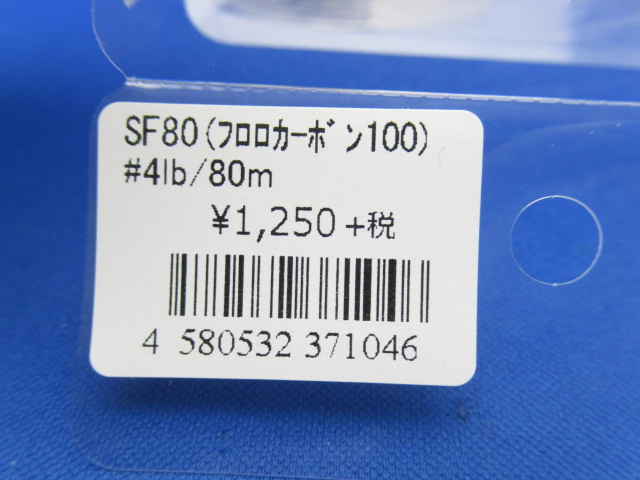 SF80(ﾌﾛﾛｶｰﾎﾞﾝ100)
#4lb/80m
¥1,250+税
4 580532 371046